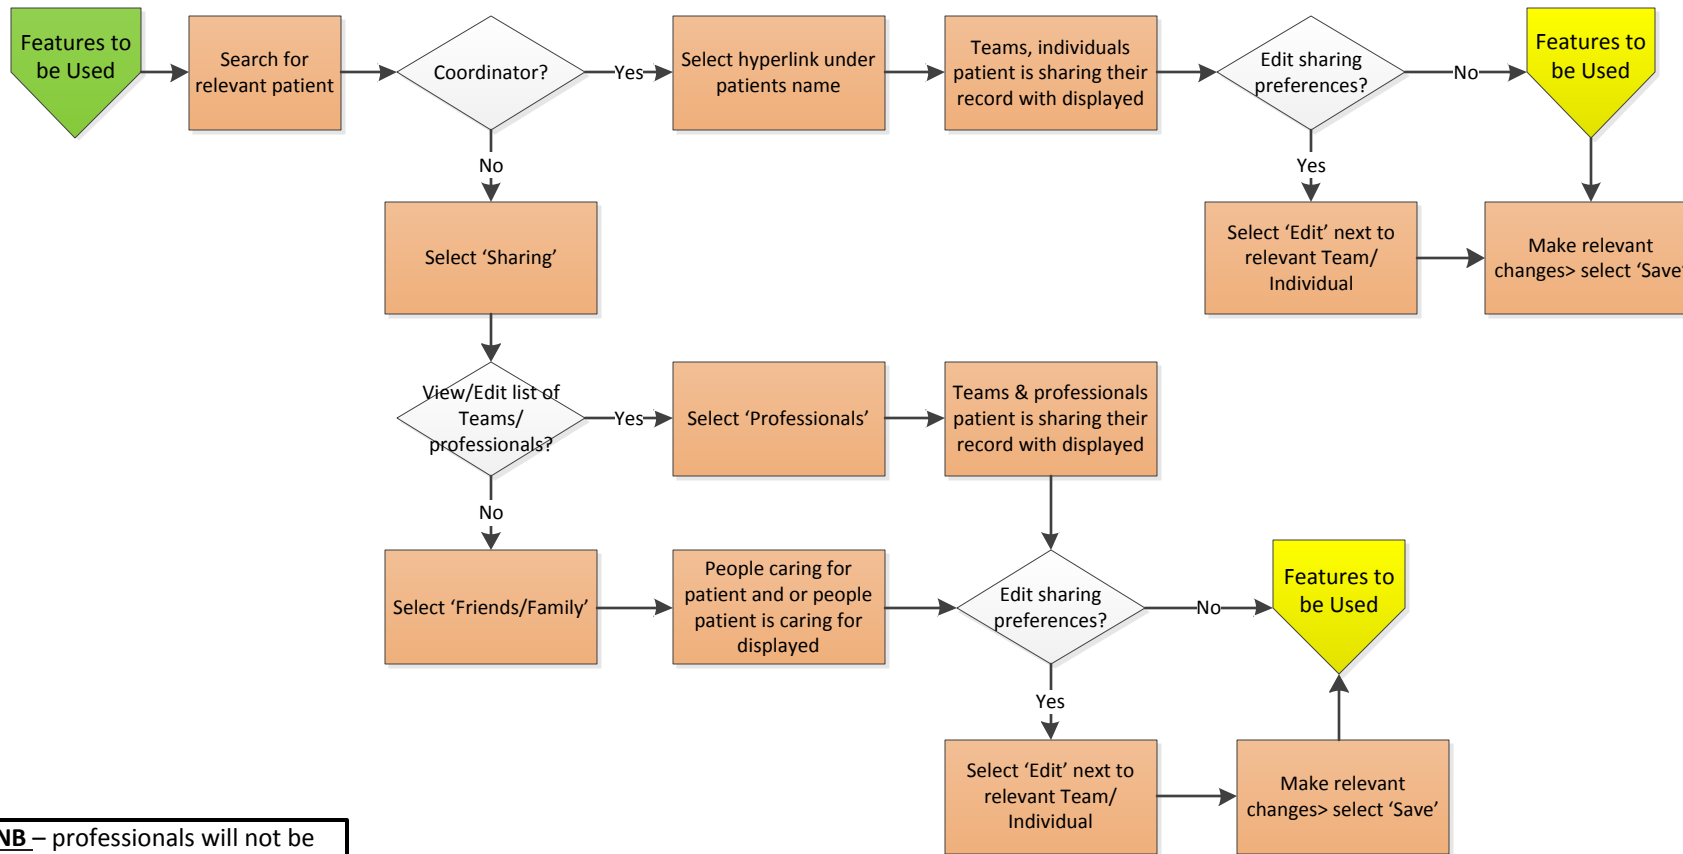 Features to
be Used
Search for
relevant patient
Coordinator?
Yes
Select hyperlink under
patients name
Teams, individuals
patient is sharing their
record with displayed
Edit sharing
preferences?
No
Features to
be Used
No
Yes
Select ‘Sharing’
Select ‘Edit’ next to
relevant Team/
Individual
Make relevant
changes> select ‘Save’
View/Edit list of
Teams/
professionals?
Yes
Select ‘Professionals’
Teams & professionals
patient is sharing their
record with displayed
No
Select ‘Friends/Family’
People caring for
patient and or people
patient is caring for
displayed
Edit sharing
preferences?
No
Features to
be Used
Yes
Select ‘Edit’ next to
relevant Team/
Individual
Make relevant
changes> select ‘Save’
NB – professionals will not be